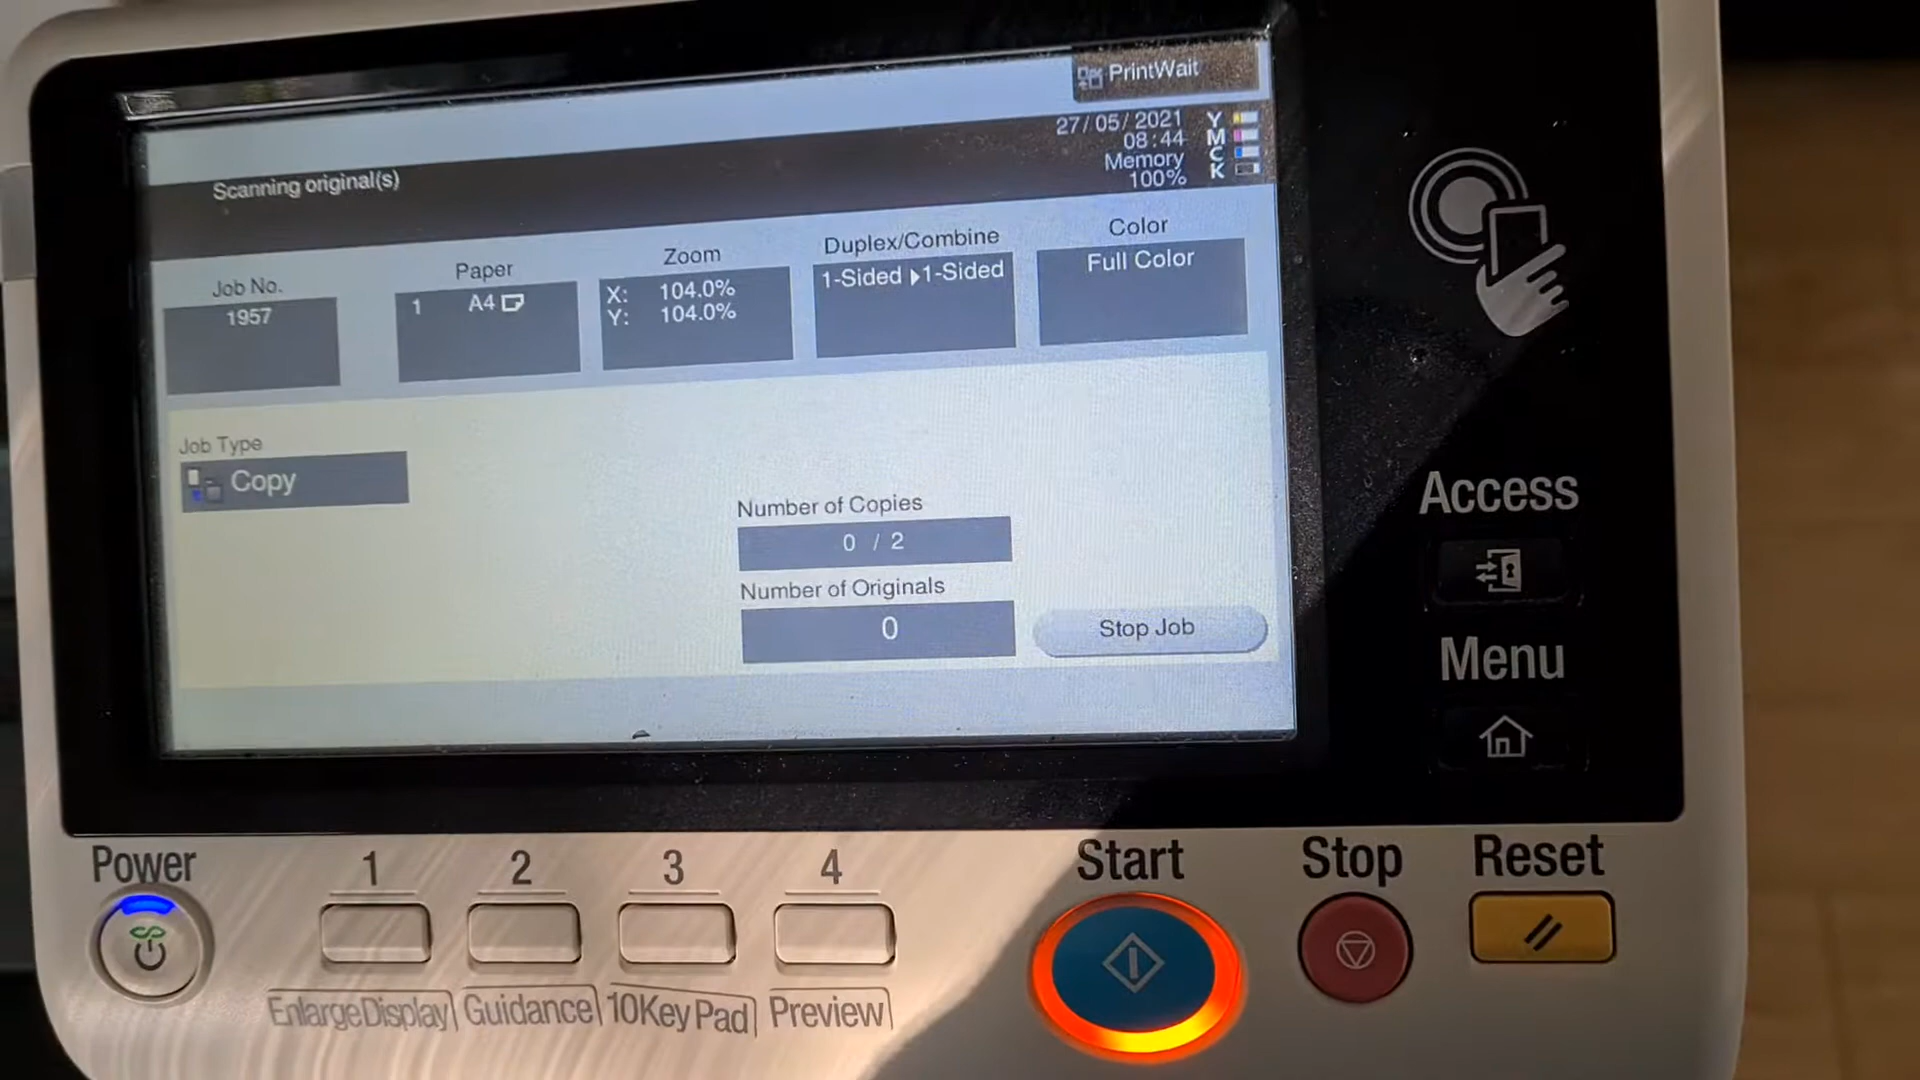 PrintWait
27/05/2021
08:44
Memory
100%
Y
M
C
K
Scanning original(s)
Job No.
1957
Paper
1 A4
Zoom
X: 104.0%
Y: 104.0%
Duplex/Combine
1-Sided ▶1-Sided
Color
Full Color
Job Type
Copy
Number of Copies
0 / 2
Number of Originals
0
Stop Job
Access
Menu
Power
1
2
3
4
Start
Stop
Reset
EnlargeDisplay
Guidance
10KeyPad
Preview